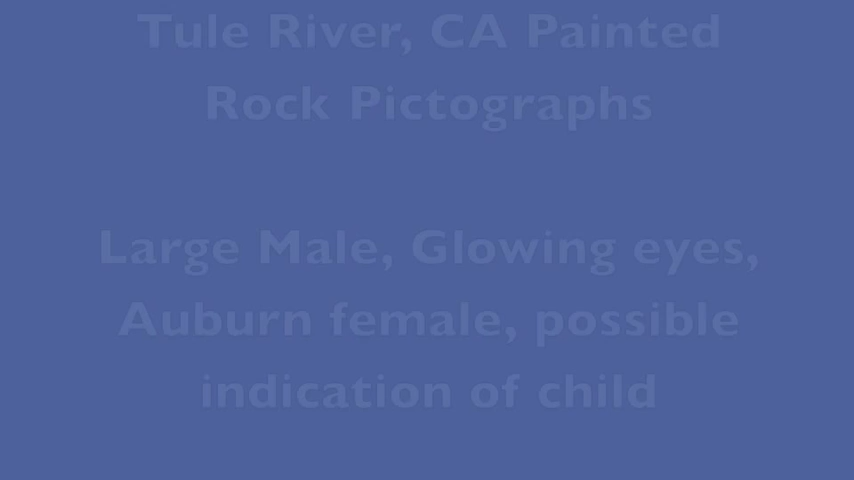 Tule River, CA Painted
Rock Pictographs
Large Male, Glowing eyes,
Auburn female, possible
indication of child